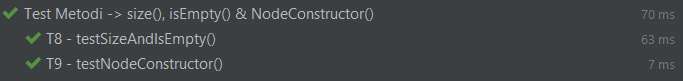 Test Metodi -> size(), isEmpty() & NodeConstructor() 70 ms
T8 - testSizeAndIsEmpty() 63 ms
T9 - testNodeConstructor() 7 ms